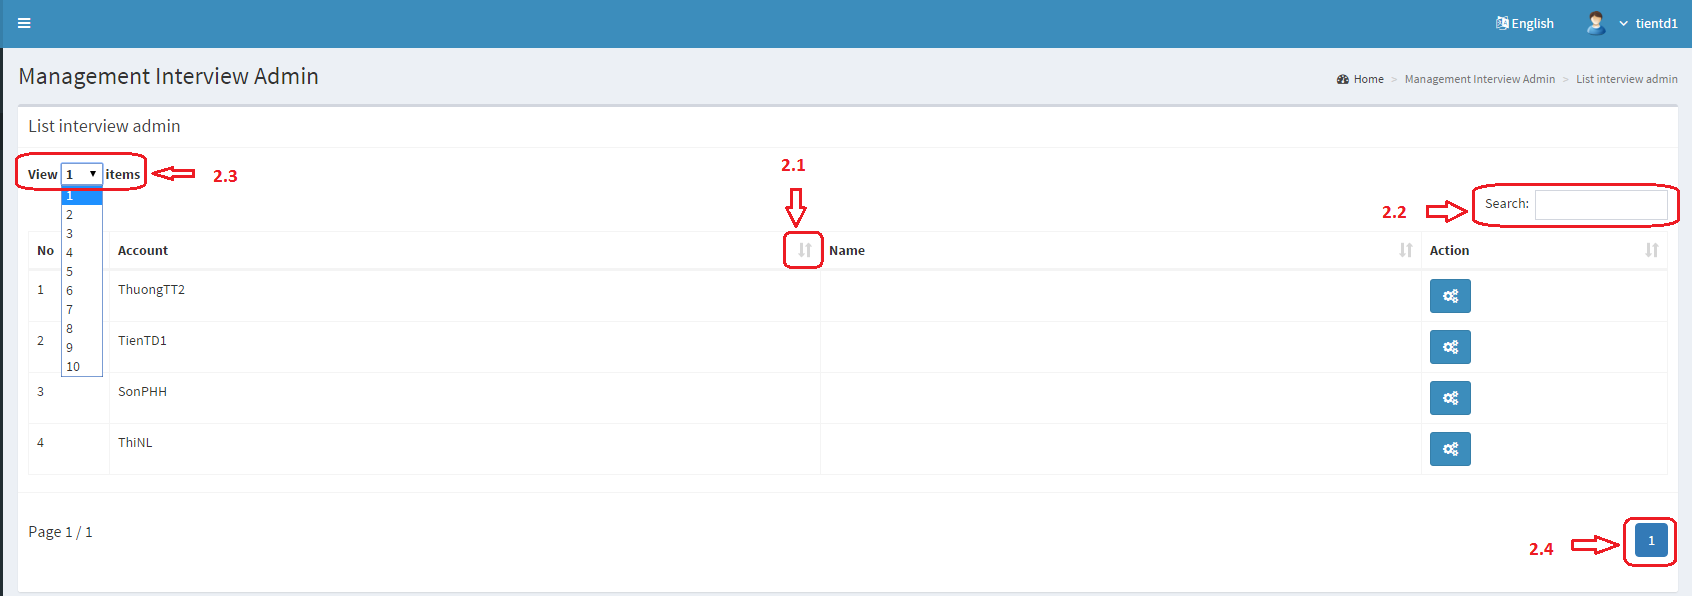 English tientd1
Management Interview Admin
Home > Management Interview Admin > List interview admin
List interview admin
View 1 items
2.3
2.1
1
2
3
4
5
6
7
8
9
10
2.2
Search:
No Account Name Action
1 ThuongTT2
2 TienTD1
3 SonPHH
4 ThiNL
Page 1 / 1
2.4
1